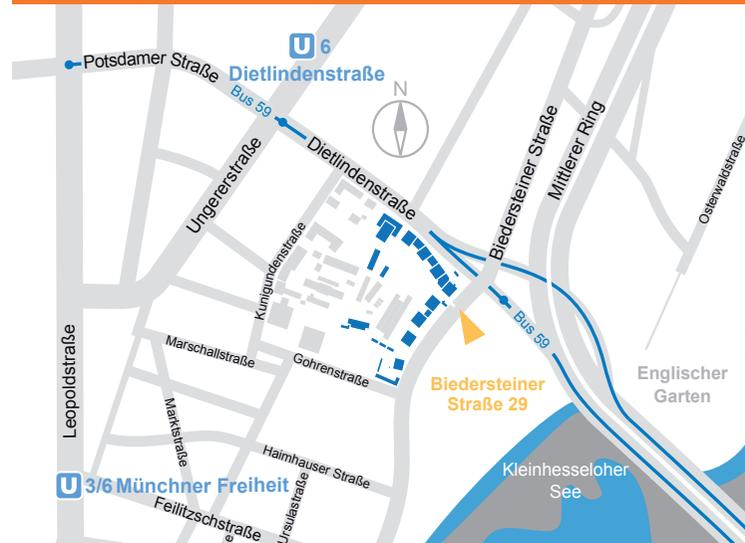 U 6
Dietlindenstraße
Potsdamer Straße
Bus 59
N
Dietlindenstraße
Biedersteiner Straße
Mittlerer Ring
Osterwaldstraße
Ungererstraße
Kunigundenstraße
Leopoldstraße
Marschallstraße
Gohrenstraße
Bus 59
Biedersteiner
Straße 29
Englischer
Garten
Marktstraße
Haimhauser Straße
Kleinhesseloher
See
U 3/6 Münchner Freiheit
Feilitzschstraße
Ursulastraße